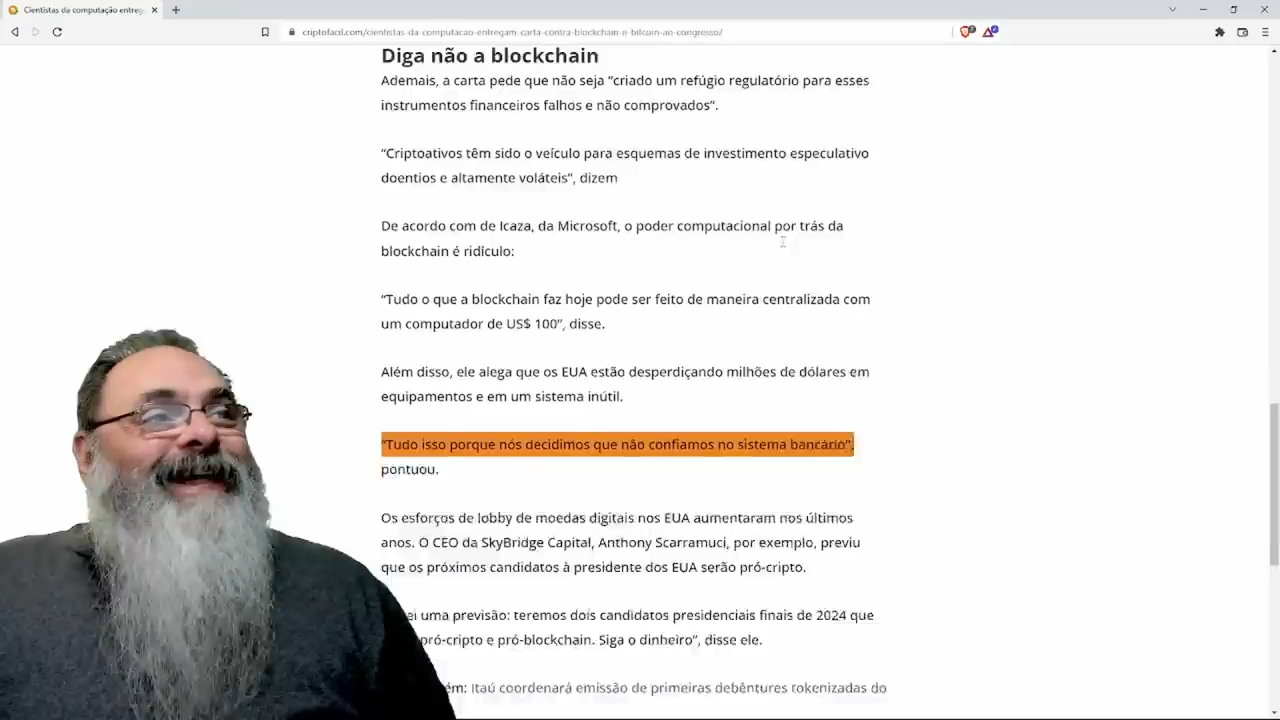 Cientistas da computação entreg
criptofacil.com/cientistas-da-computacao-entregam-carta-contra-blockchain-e-bitcoin-ao-congresso/
Diga não a blockchain
Ademais, a carta pede que não seja “criado um refúgio regulatório para esses
instrumentos financeiros falhos e não comprovados”.
“Criptoativos têm sido o veículo para esquemas de investimento especulativo
doentios e altamente voláteis”, dizem
De acordo com de Icaza, da Microsoft, o poder computacional por trás da
blockchain é ridículo:
“Tudo o que a blockchain faz hoje pode ser feito de maneira centralizada com
um computador de US$ 100”, disse.
Além disso, ele alega que os EUA estão desperdiçando milhões de dólares em
equipamentos e em um sistema inútil.
“Tudo isso porque nós decidimos que não confiamos no sistema bancário”,
pontuou.
Os esforços de lobby de moedas digitais nos EUA aumentaram nos últimos
anos. O CEO da SkyBridge Capital, Anthony Scarramuci, por exemplo, previu
que os próximos candidatos à presidente dos EUA serão pró-cripto.
uma previsão: teremos dois candidatos presidenciais finais de 2024 que
pró-cripto e pró-blockchain. Siga o dinheiro”, disse ele.
Itaú coordenará emissão de primeiras debêntures tokenizadas do